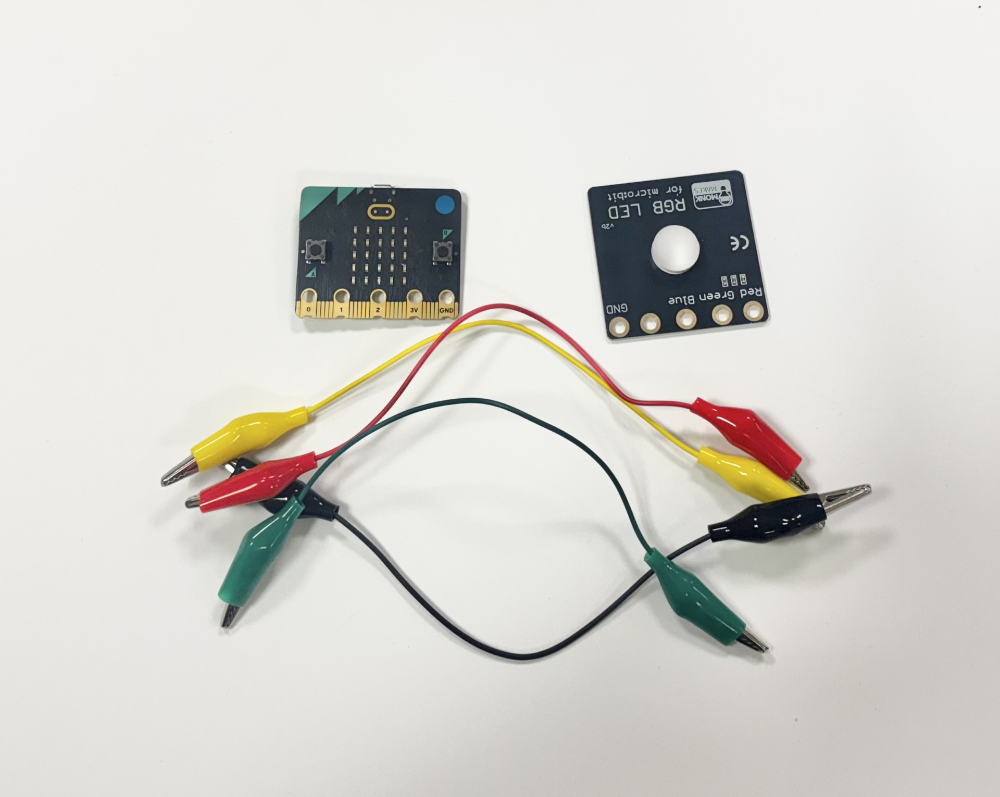 A
B
0 1 2 3V GND
MONK
MAKES
RGB LED
for micro:bit
v2b
CE
Red Green Blue
GND